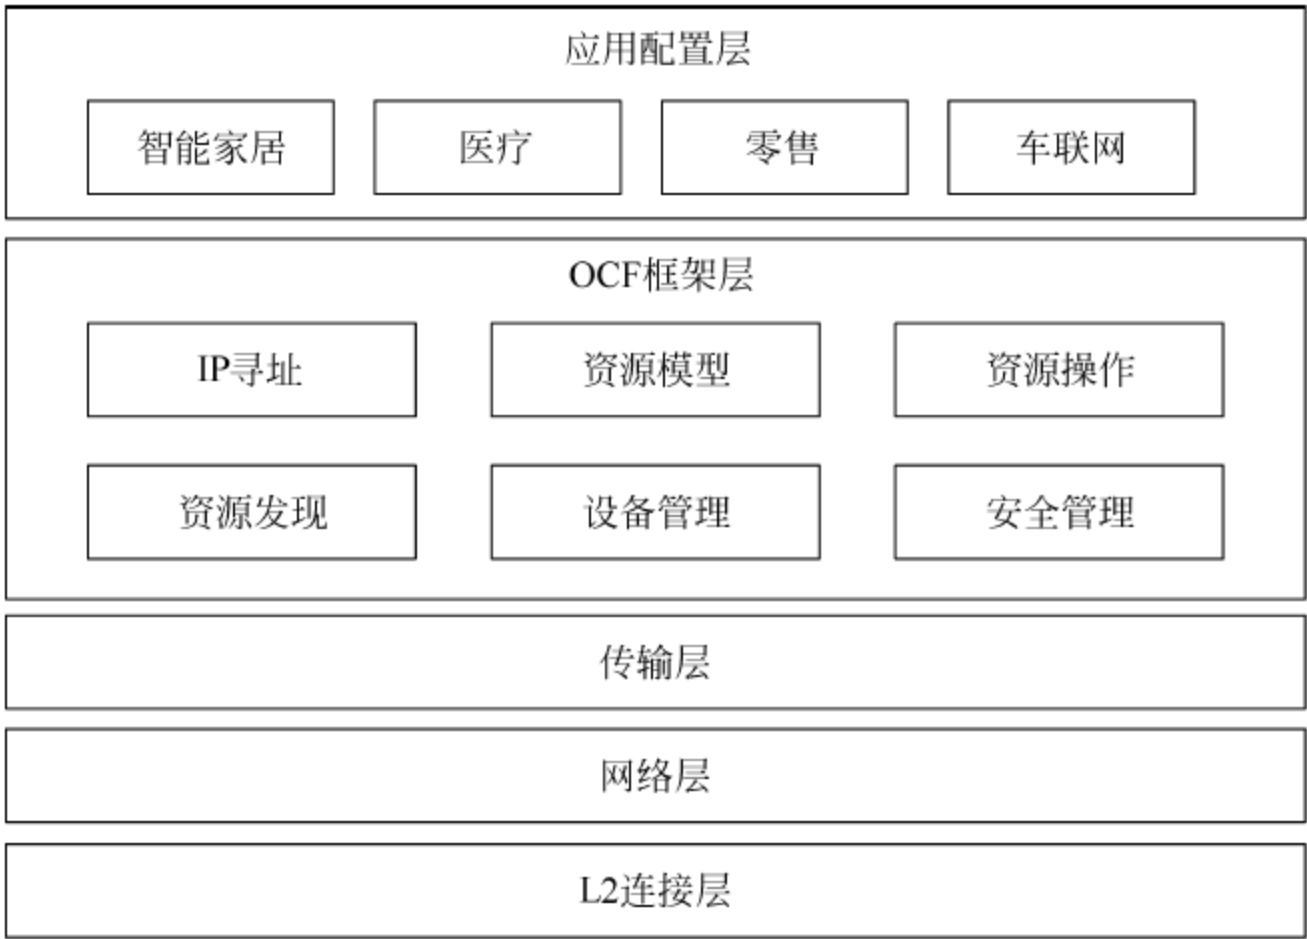 应用配置层
智能家居 医疗 零售 车联网
OCF框架层
IP寻址 资源模型 资源操作
资源发现 设备管理 安全管理
传输层
网络层
L2连接层